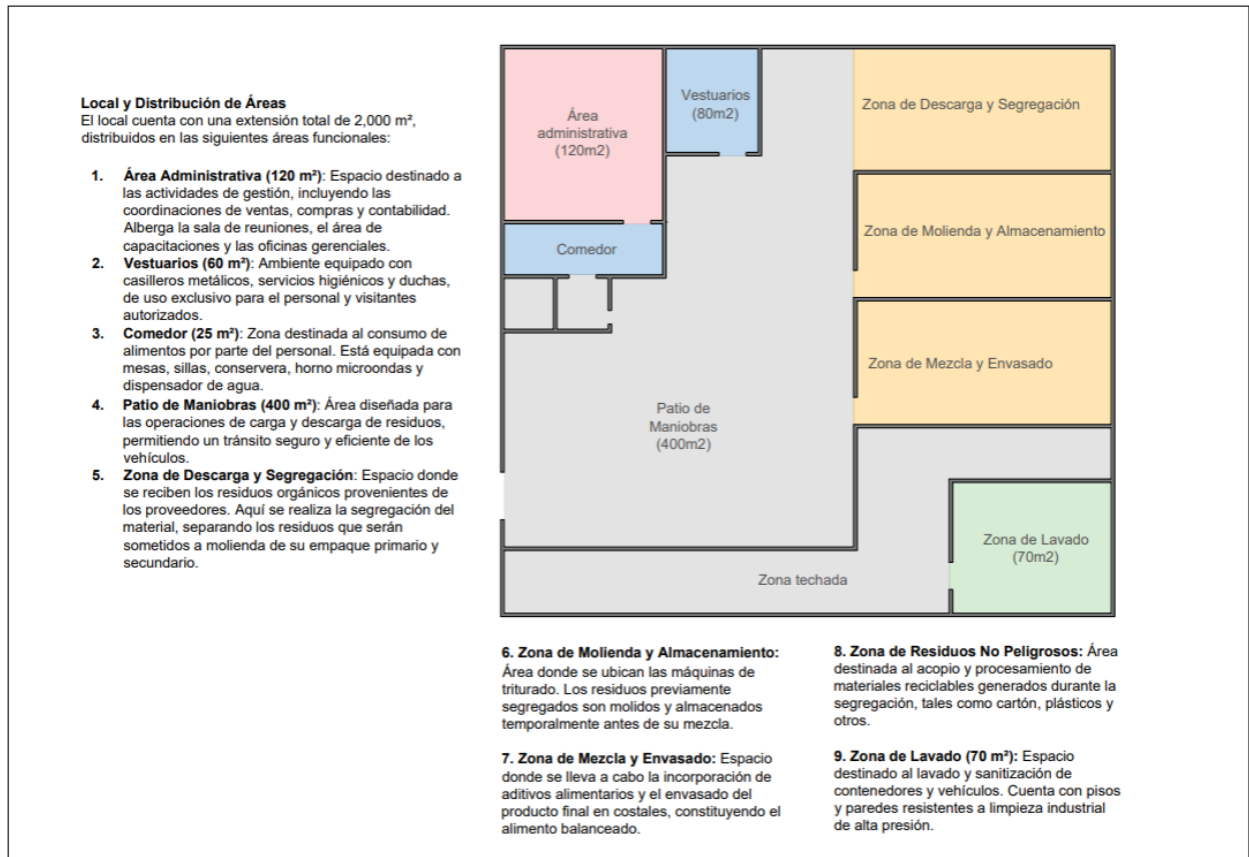 Local y Distribución de Áreas
El local cuenta con una extensión total de 2,000 m²,
distribuidos en las siguientes áreas funcionales:
1. Área Administrativa (120 m²): Espacio destinado a
las actividades de gestión, incluyendo las
coordinaciones de ventas, compras y contabilidad.
Alberga la sala de reuniones, el área de
capacitaciones y las oficinas gerenciales.
2. Vestuarios (60 m²): Ambiente equipado con
casilleros metálicos, servicios higiénicos y duchas,
de uso exclusivo para el personal y visitantes
autorizados.
3. Comedor (25 m²): Zona destinada al consumo de
alimentos por parte del personal. Está equipada con
mesas, sillas, conservera, horno microondas y
dispensador de agua.
4. Patio de Maniobras (400 m²): Área diseñada para
las operaciones de carga y descarga de residuos,
permitiendo un tránsito seguro y eficiente de los
vehículos.
5. Zona de Descarga y Segregación: Espacio donde
se reciben los residuos orgánicos provenientes de
los proveedores. Aquí se realiza la segregación del
material, separando los residuos que serán
sometidos a molienda de su empaque primario y
secundario.
Área
administrativa
(120m2)
Vestuarios
(80m2)
Zona de Descarga y Segregación
Zona de Molienda y Almacenamiento
Comedor
Zona de Mezcla y Envasado
Patio de
Maniobras
(400m2)
Zona de Lavado
(70m2)
Zona techada
6. Zona de Molienda y Almacenamiento:
Área donde se ubican las máquinas de
triturado. Los residuos previamente
segregados son molidos y almacenados
temporalmente antes de su mezcla.
7. Zona de Mezcla y Envasado: Espacio
donde se lleva a cabo la incorporación de
aditivos alimentarios y el envasado del
producto final en costales, constituyendo el
alimento balanceado.
8. Zona de Residuos No Peligrosos: Área
destinada al acopio y procesamiento de
materiales reciclables generados durante la
segregación, tales como cartón, plásticos y
otros.
9. Zona de Lavado (70 m²): Espacio
destinado al lavado y sanitización de
contenedores y vehículos. Cuenta con pisos
y paredes resistentes a limpieza industrial
de alta presión.